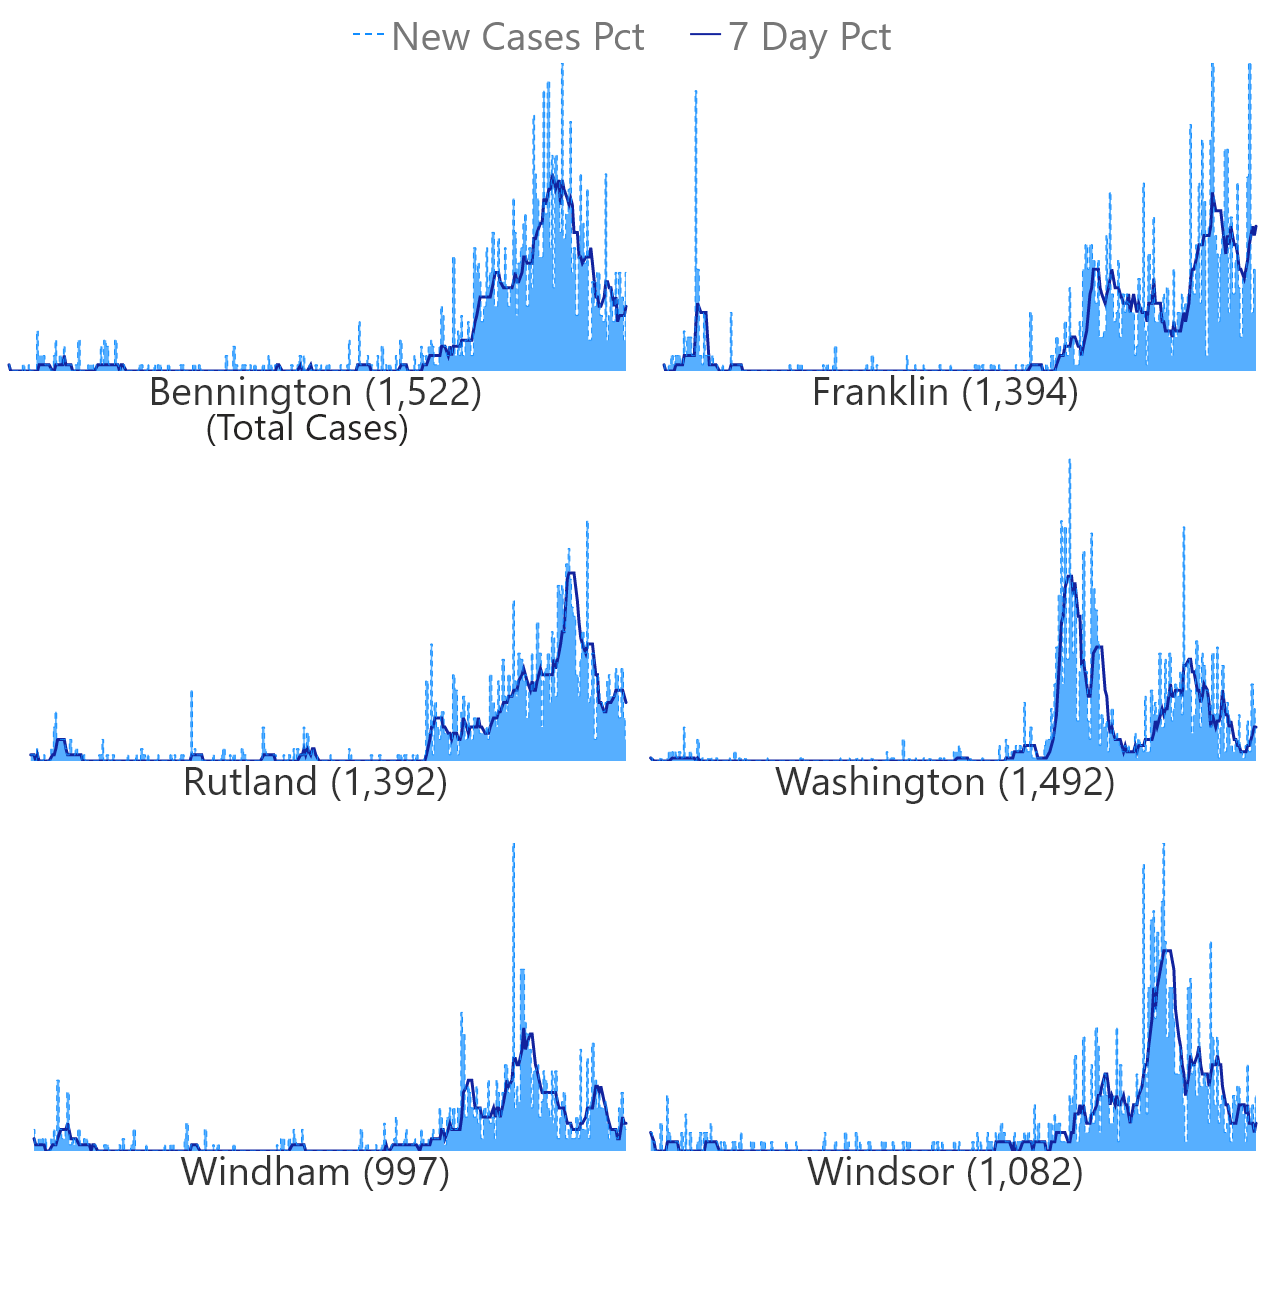 New Cases Pct 7 Day Pct
Bennington (1,522) Franklin (1,394)
(Total Cases)
Rutland (1,392) Washington (1,492)
Windham (997) Windsor (1,082)